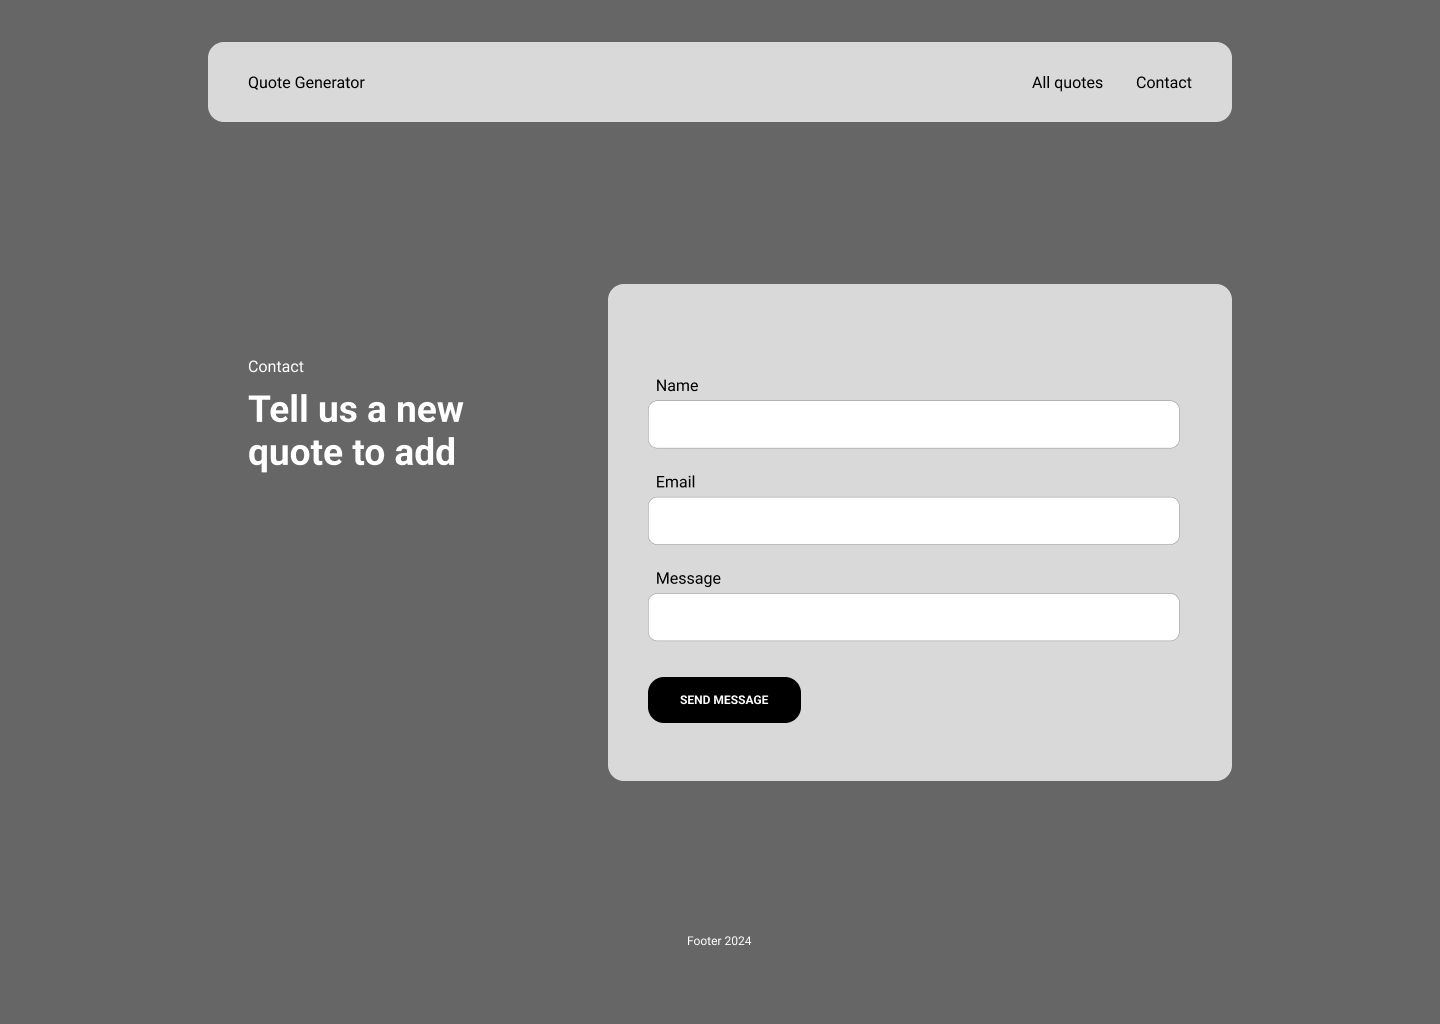 Quote Generator
All quotes
Contact
Contact
Tell us a new
quote to add
Name
Email
Message
SEND MESSAGE
Footer 2024